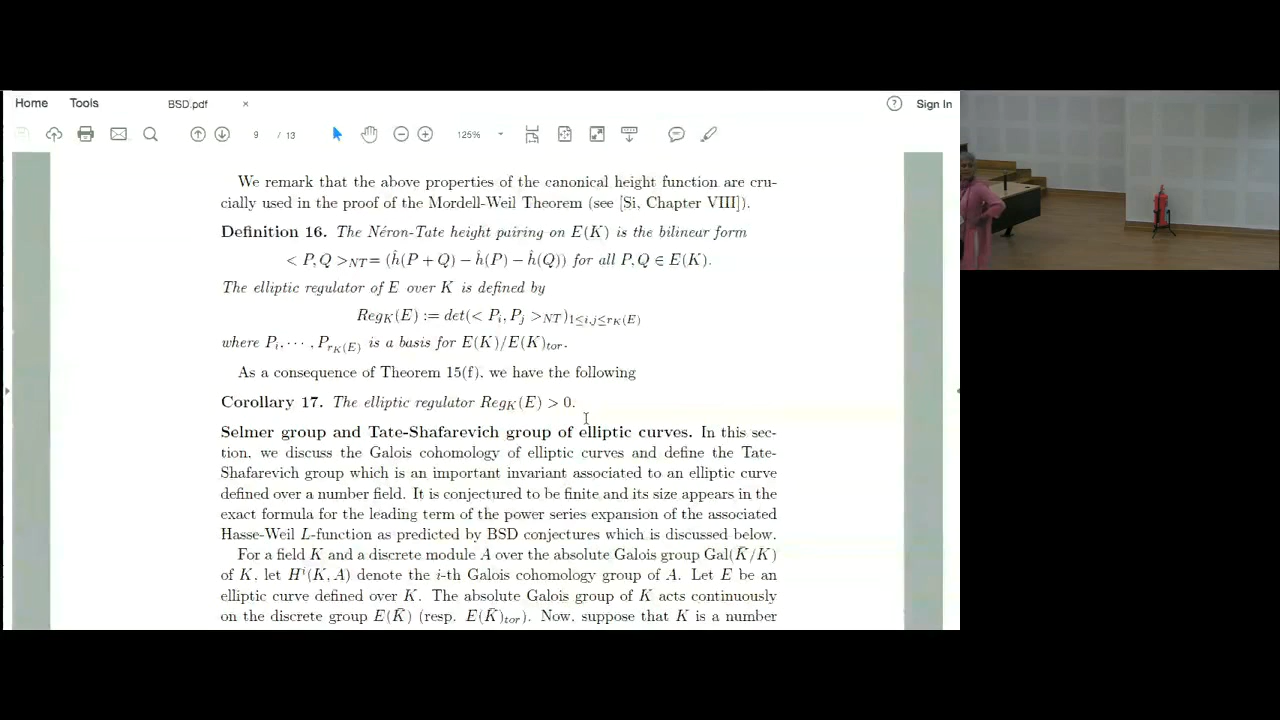 Home Tools BSD.pdf × ? Sign In
9 / 13 125%
We remark that the above properties of the canonical height function are cru-
cially used in the proof of the Mordell-Weil Theorem (see [Si, Chapter VIII]).
Definition 16. The Néron-Tate height pairing on E(K) is the bilinear form
< P, Q >_{NT}= (ĥ(P + Q) − ĥ(P) − ĥ(Q)) for all P, Q ∈ E(K).
The elliptic regulator of E over K is defined by
Reg_K(E) := det(< P_i, P_j >_{NT})_{1≤i,j≤r_K(E)}
where P_i, ⋯ , P_{r_K(E)} is a basis for E(K)/E(K)_{tor}.
As a consequence of Theorem 15(f), we have the following
Corollary 17. The elliptic regulator Reg_K(E) > 0.
Selmer group and Tate-Shafarevich group of elliptic curves. In this sec-
tion, we discuss the Galois cohomology of elliptic curves and define the Tate-
Shafarevich group which is an important invariant associated to an elliptic curve
defined over a number field. It is conjectured to be finite and its size appears in the
exact formula for the leading term of the power series expansion of the associated
Hasse-Weil L-function as predicted by BSD conjectures which is discussed below.
For a field K and a discrete module A over the absolute Galois group Gal(K̄/K)
of K, let H^i(K, A) denote the i-th Galois cohomology group of A. Let E be an
elliptic curve defined over K. The absolute Galois group of K acts continuously
on the discrete group E(K̄) (resp. E(K̄)_{tor}). Now, suppose that K is a number